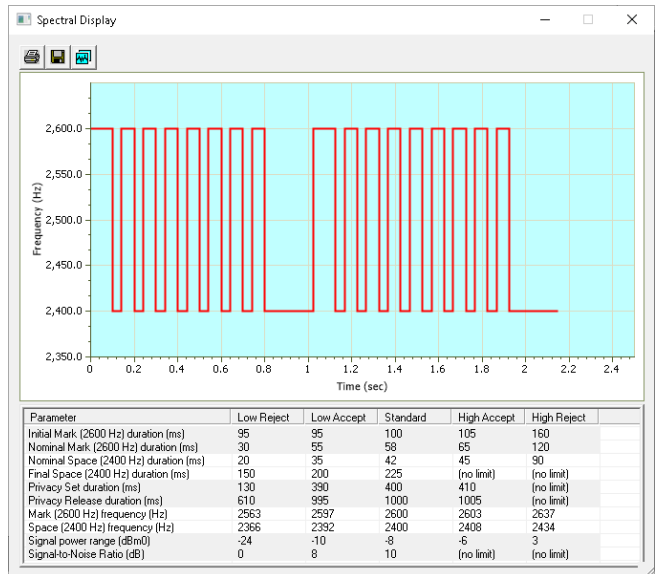 Spectral Display
2,600.0
2,550.0
2,500.0
2,450.0
2,400.0
2,350.0
Frequency (Hz)
0 0.2 0.4 0.6 0.8 1 1.2 1.4 1.6 1.8 2 2.2 2.4
Time (sec)
Parameter Low Reject Low Accept Standard High Accept High Reject
Initial Mark (2600 Hz) duration (ms) 95 95 100 105 160
Nominal Mark (2600 Hz) duration (ms) 30 55 58 65 120
Nominal Space (2400 Hz) duration (ms) 20 35 42 45 90
Final Space (2400 Hz) duration (ms) 150 200 225 (no limit) (no limit)
Privacy Set duration (ms) 130 390 400 410 (no limit)
Privacy Release duration (ms) 610 995 1000 1005 (no limit)
Mark (2600 Hz) frequency (Hz) 2563 2597 2600 2603 2637
Space (2400 Hz) frequency (Hz) 2366 2392 2400 2408 2434
Signal power range (dBm0) -24 -10 -8 -6 3
Signal-to-Noise Ratio (dB) 0 8 10 (no limit) (no limit)